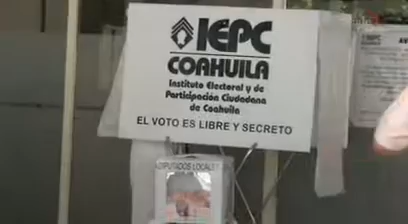 IEPC
COAHUILA
Instituto Electoral y de
Participación Ciudadana
de Coahuila
EL VOTO ES LIBRE Y SECRETO
DIPUTADOS LOCALES